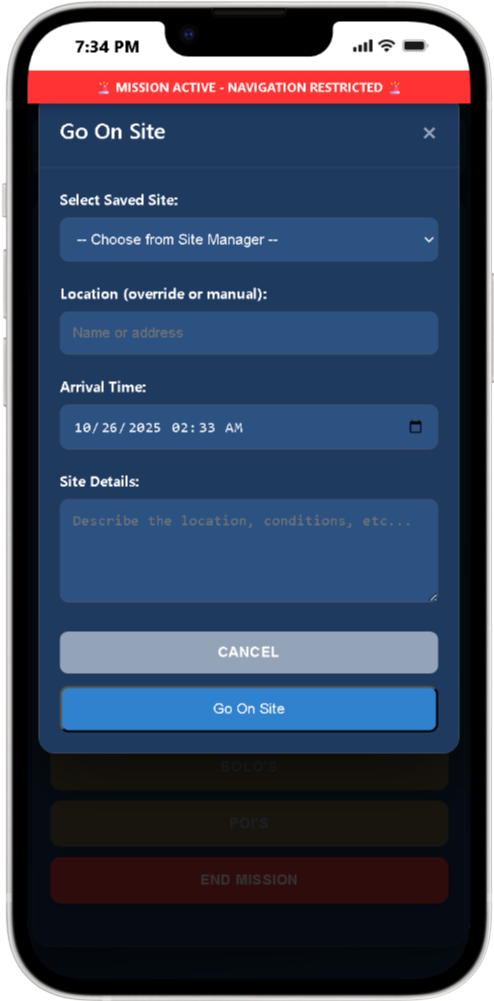 7:34 PM
🚨 MISSION ACTIVE - NAVIGATION RESTRICTED 🚨
Go On Site ×
Select Saved Site:
-- Choose from Site Manager --
Location (override or manual):
Name or address
Arrival Time:
10/26/2025 02:33 AM
Site Details:
Describe the location, conditions, etc...
CANCEL
Go On Site
BOLO'S
POI'S
END MISSION